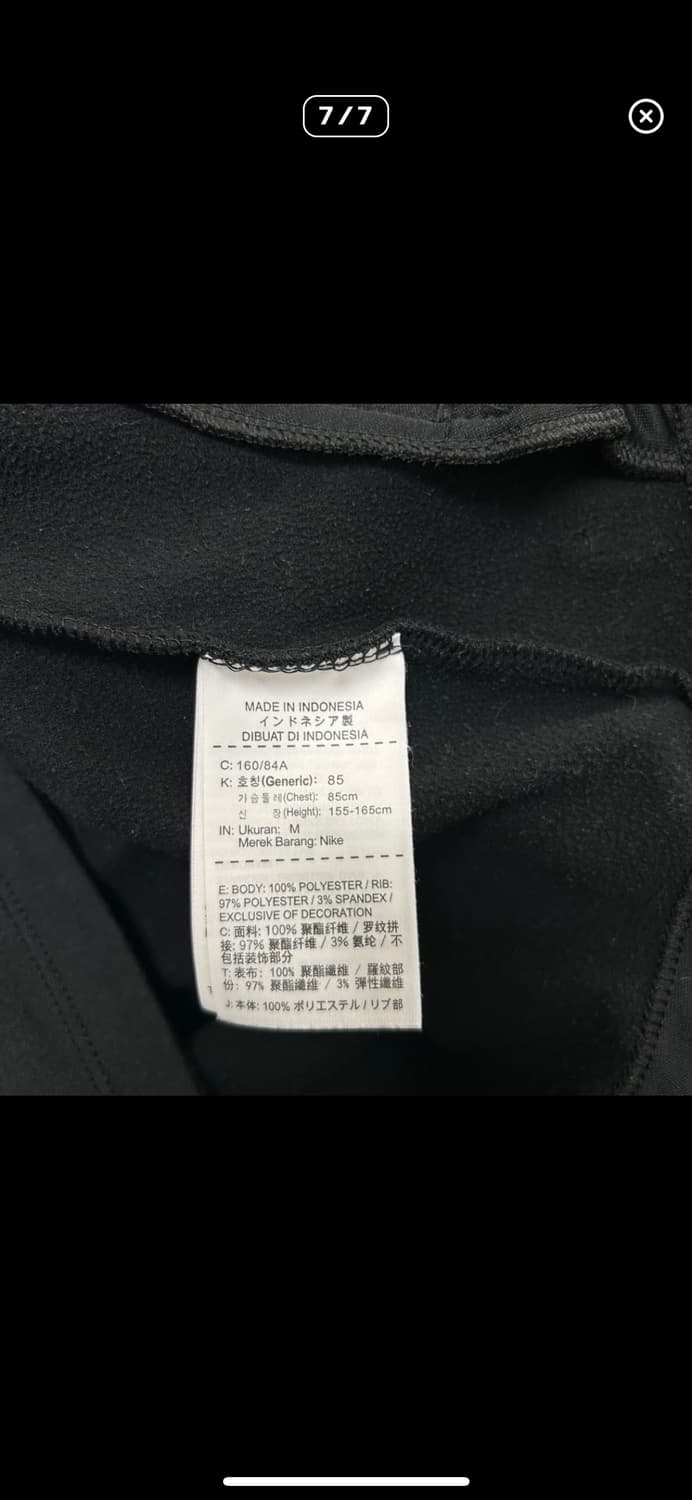 7/7
MADE IN INDONESIA
インドネシア製
DIBUAT DI INDONESIA
C: 160/84A
K: 호칭(Generic): 85
가슴둘레(Chest): 85cm
신 장(Height): 155-165cm
IN: Ukuran: M
Merek Barang: Nike
E: BODY: 100% POLYESTER / RIB:
97% POLYESTER / 3% SPANDEX /
EXCLUSIVE OF DECORATION
C: 面料: 100% 聚酯纤维 / 罗纹拼
接: 97% 聚酯纤维 / 3% 氨纶 / 不
包括装饰部分
T: 表布: 100% 聚酯纖維 / 羅紋部
份: 97% 聚酯纖維 / 3% 彈性纖維
J: 本体: 100% ポリエステル / リブ部